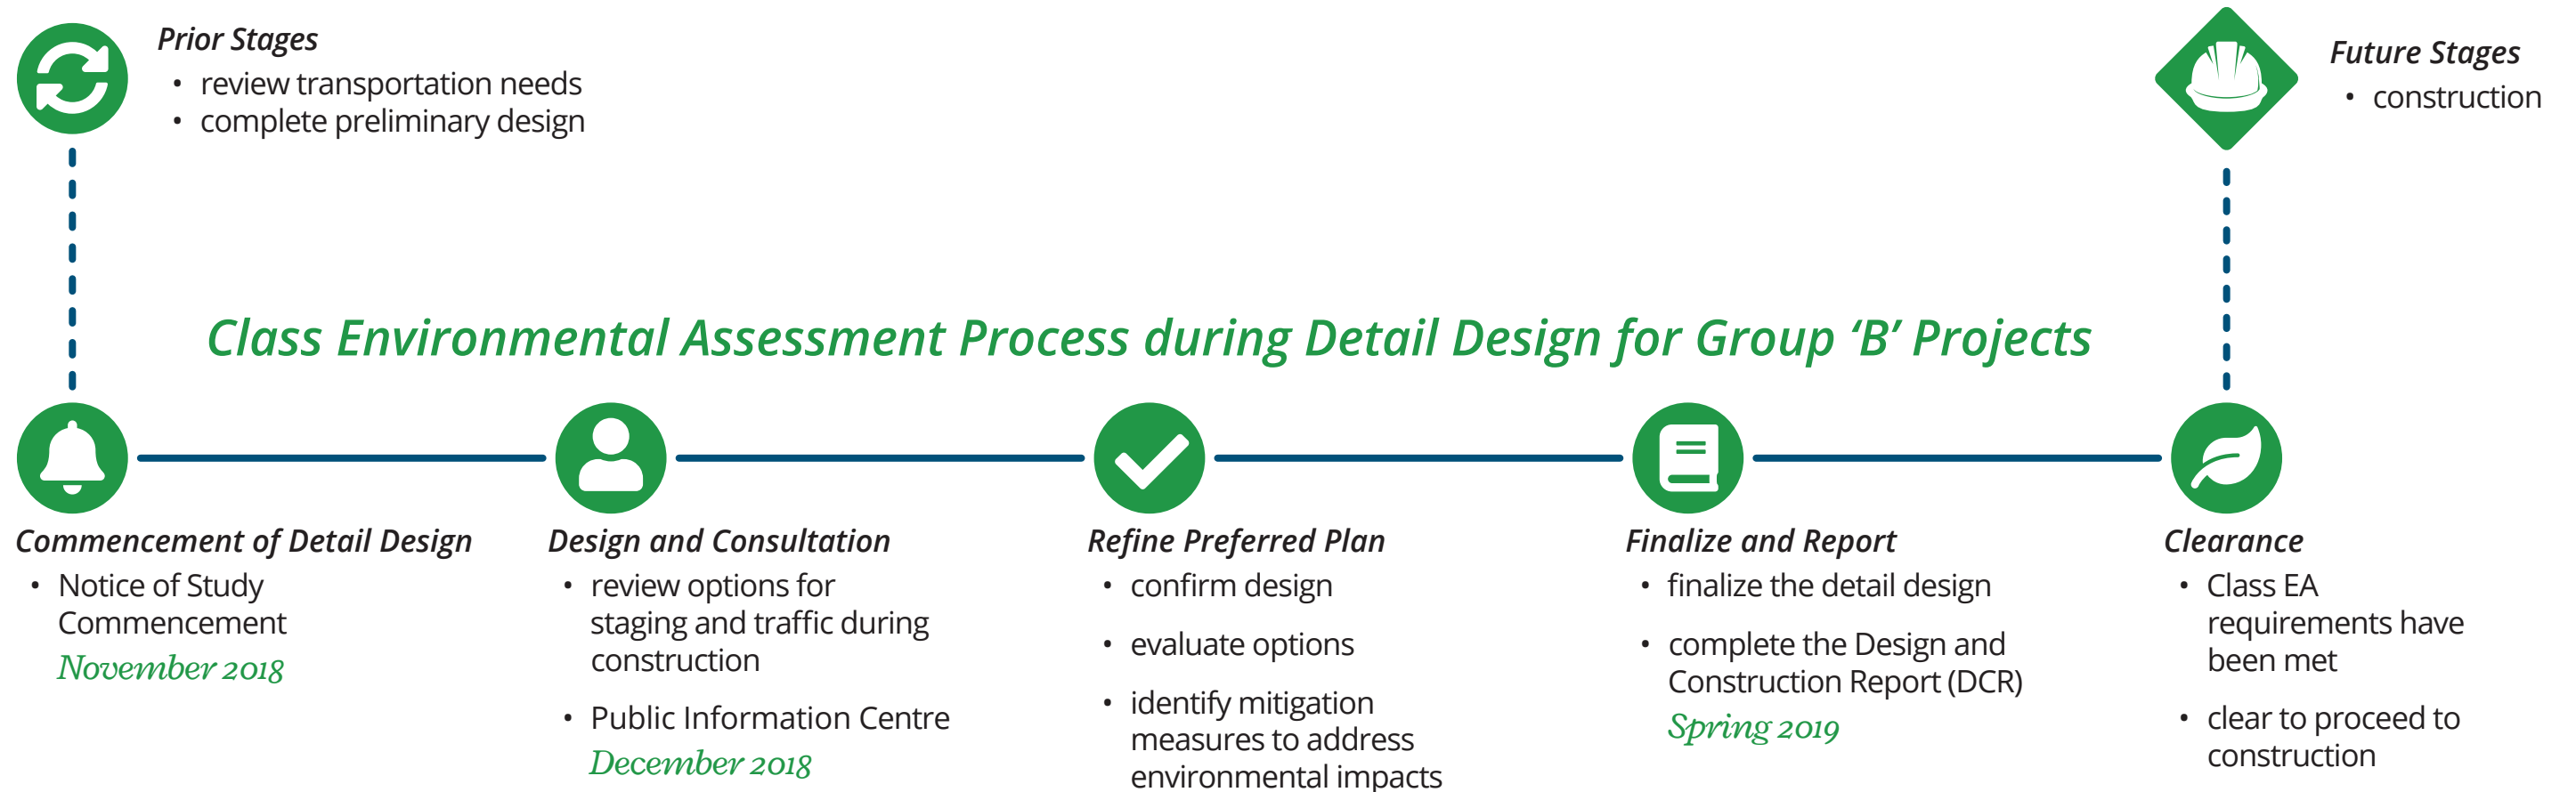 Prior Stages
• review transportation needs
• complete preliminary design
Future Stages
• construction
Class Environmental Assessment Process during Detail Design for Group ‘B’ Projects
Commencement of Detail Design
• Notice of Study
Commencement
November 2018
Design and Consultation
• review options for
staging and traffic during
construction
• Public Information Centre
December 2018
Refine Preferred Plan
• confirm design
• evaluate options
• identify mitigation
measures to address
environmental impacts
Finalize and Report
• finalize the detail design
• complete the Design and
Construction Report (DCR)
Spring 2019
Clearance
• Class EA
requirements have
been met
• clear to proceed to
construction